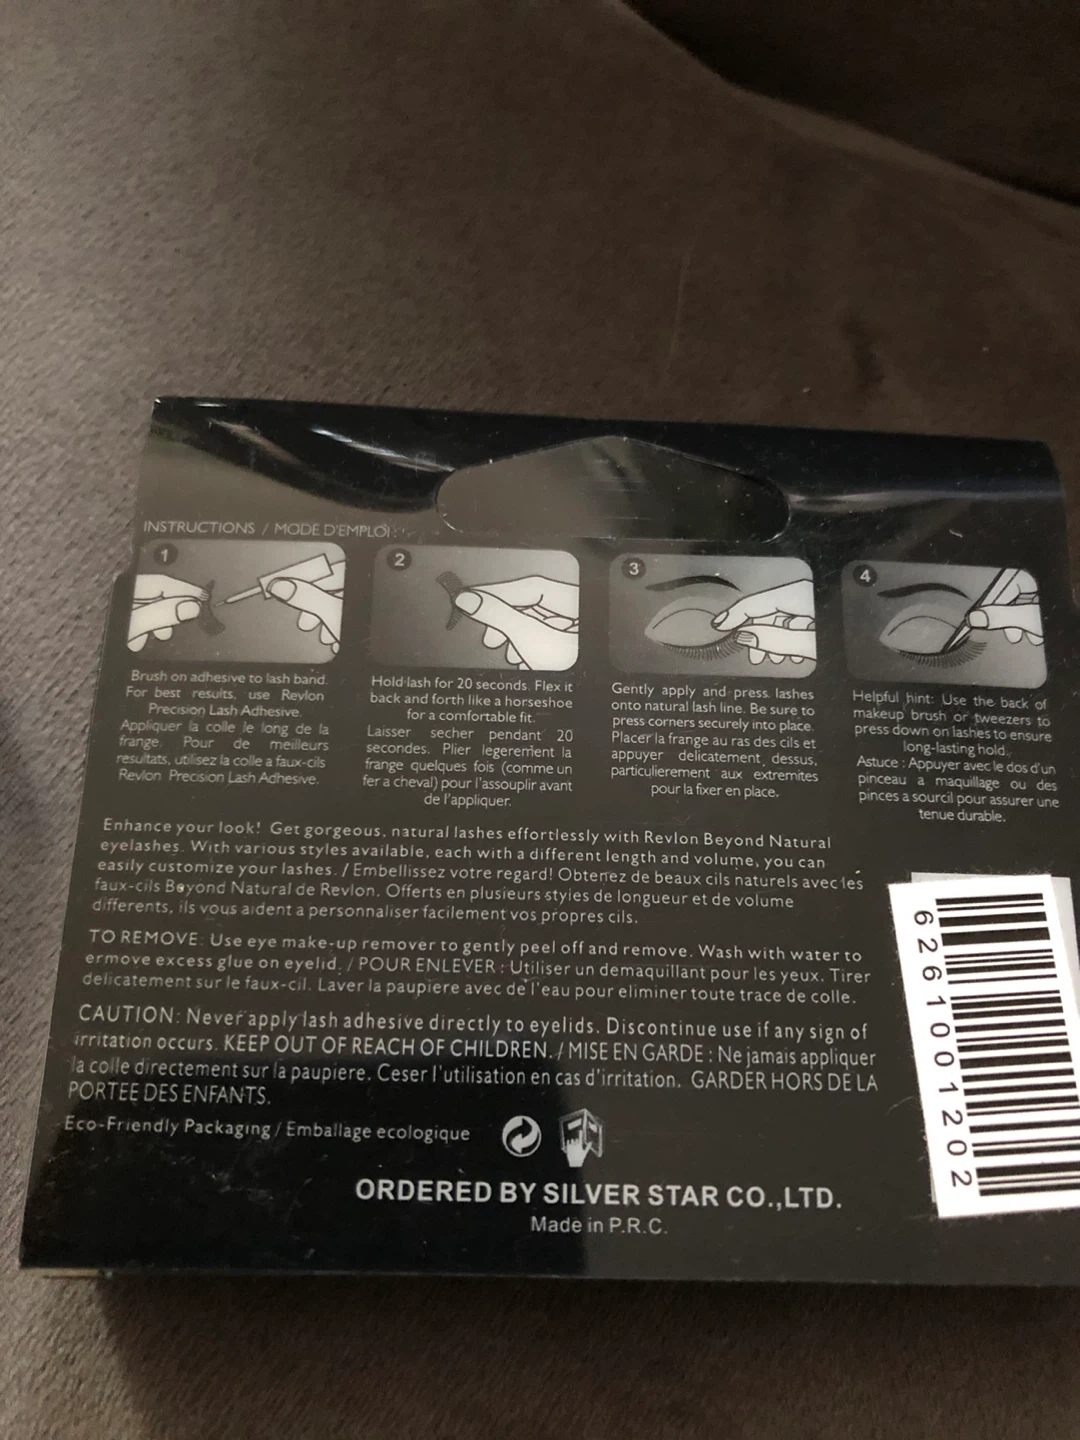 INSTRUCTIONS / MODE D'EMPLOI :
1
Brush on adhesive to lash band.
For best results, use Revlon
Precision Lash Adhesive.
Appliquer la colle le long de la
frange. Pour de meilleurs
resultats, utilisez la colle a faux-cils
Revlon Precision Lash Adhesive.
2
Hold lash for 20 seconds. Flex it
back and forth like a horseshoe
for a comfortable fit.
Laisser secher pendant 20
secondes. Plier legerement la
frange quelques fois (comme un
fer a cheval) pour l'assouplir avant
de l'appliquer.
3
Gently apply and press lashes
onto natural lash line. Be sure to
press corners securely into place.
Placer la frange au ras des cils et
appuyer delicatement dessus,
particulierement aux extremites
pour la fixer en place.
4
Helpful hint: Use the back of
makeup brush or tweezers to
press down on lashes to ensure
long-lasting hold.
Astuce : Appuyer avec le dos d'un
pinceau a maquillage ou des
pinces a sourcil pour assurer une
tenue durable.
Enhance your look! Get gorgeous, natural lashes effortlessly with Revlon Beyond Natural
eyelashes. With various styles available, each with a different length and volume, you can
easily customize your lashes. / Embellissez votre regard! Obtenez de beaux cils naturels avec les
faux-cils Beyond Natural de Revlon. Offerts en plusieurs styies de longueur et de volume
differents, ils vous aident a personnaliser facilement vos propres cils.
TO REMOVE: Use eye make-up remover to gently peel off and remove. Wash with water to
ermove excess glue on eyelid. / POUR ENLEVER : Utiliser un demaquillant pour les yeux. Tirer
delicatement sur le faux-cil. Laver la paupiere avec de l'eau pour eliminer toute trace de colle.
CAUTION: Never apply lash adhesive directly to eyelids. Discontinue use if any sign of
irritation occurs. KEEP OUT OF REACH OF CHILDREN. / MISE EN GARDE : Ne jamais appliquer
la colle directement sur la paupiere. Ceser l'utilisation en cas d'irritation. GARDER HORS DE LA
PORTEE DES ENFANTS.
Eco-Friendly Packaging / Emballage ecologique
ORDERED BY SILVER STAR CO.,LTD.
Made in P.R.C.
6261001202